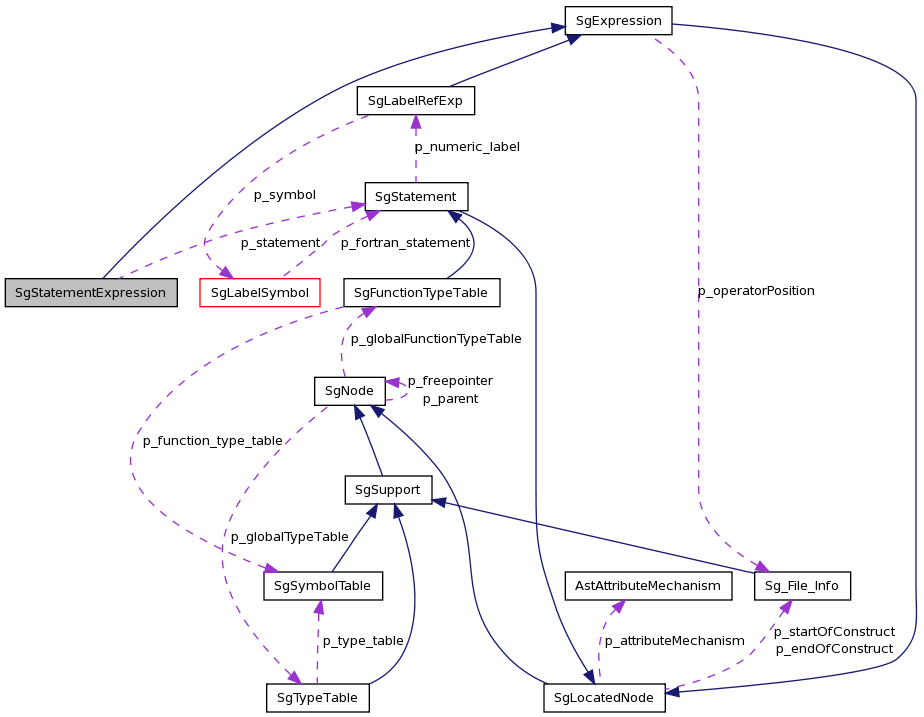 SgExpression
SgLabelRefExp
p_numeric_label
p_symbol
SgStatement
p_statement
p_fortran_statement
SgStatementExpression
SgLabelSymbol
SgFunctionTypeTable
p_operatorPosition
p_globalFunctionTypeTable
SgNode
p_freepointer
p_parent
p_function_type_table
SgSupport
p_globalTypeTable
SgSymbolTable
AstAttributeMechanism
Sg_File_Info
p_type_table
p_attributeMechanism
p_startOfConstruct
p_endOfConstruct
SgTypeTable
SgLocatedNode